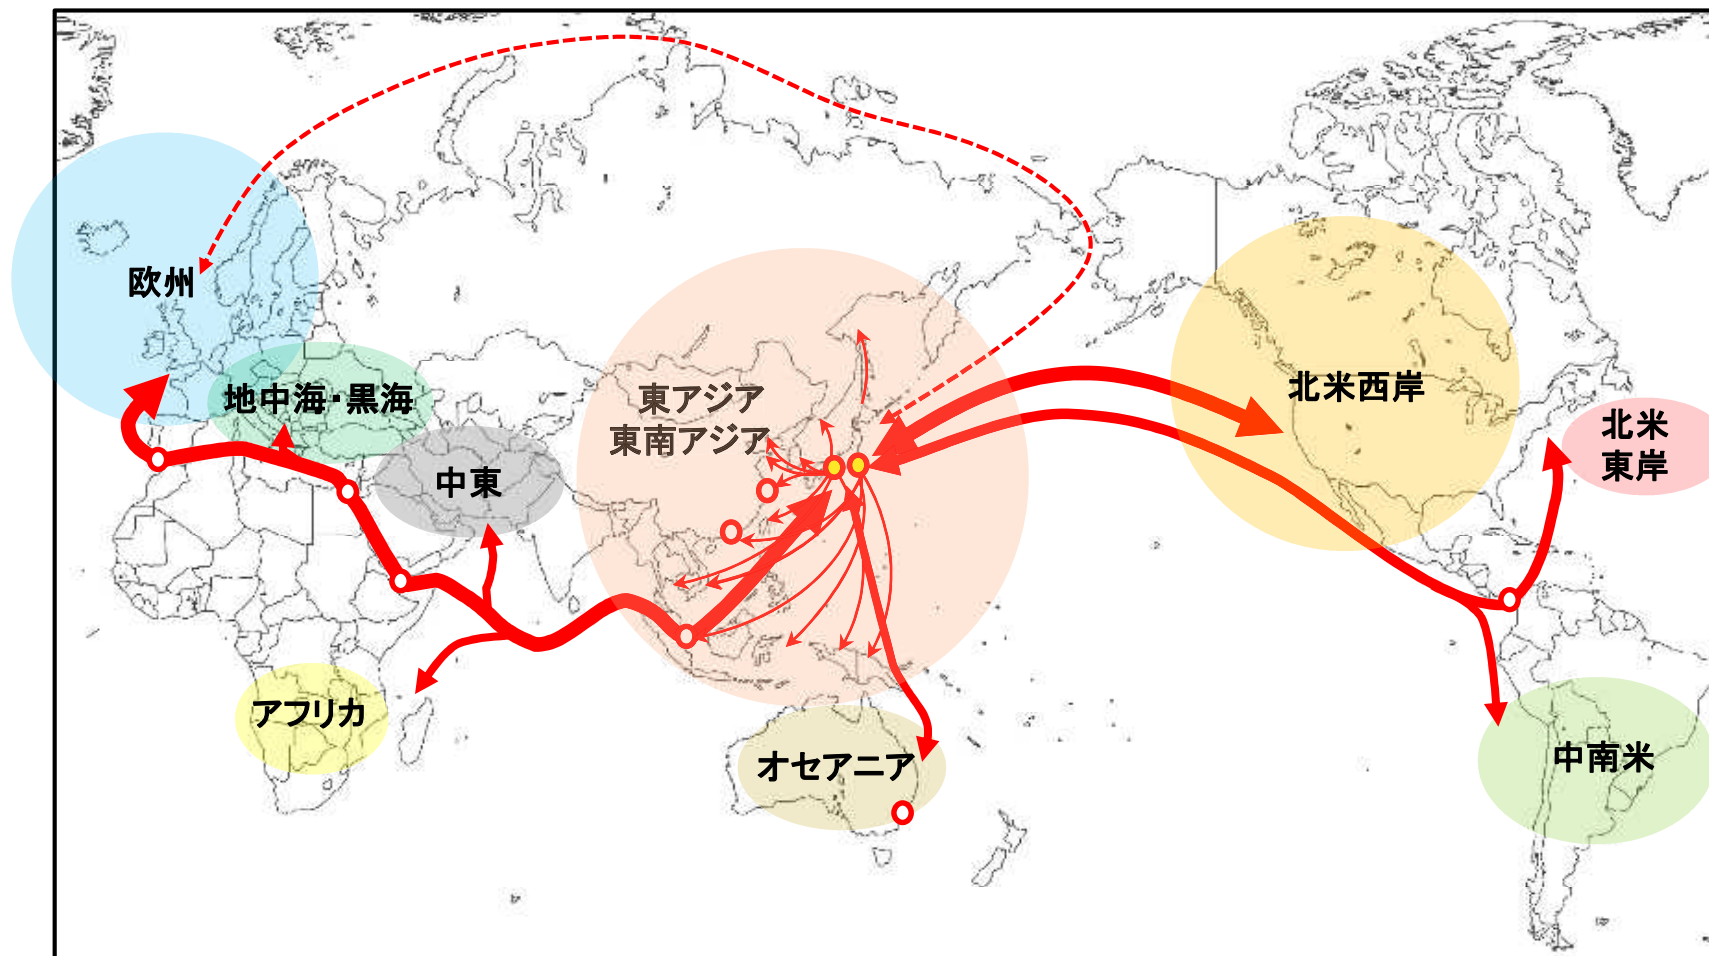 欧州
地中海・黒海
中東
アフリカ
東アジア
東南アジア
オセアニア
北米西岸
北米
東岸
中南米